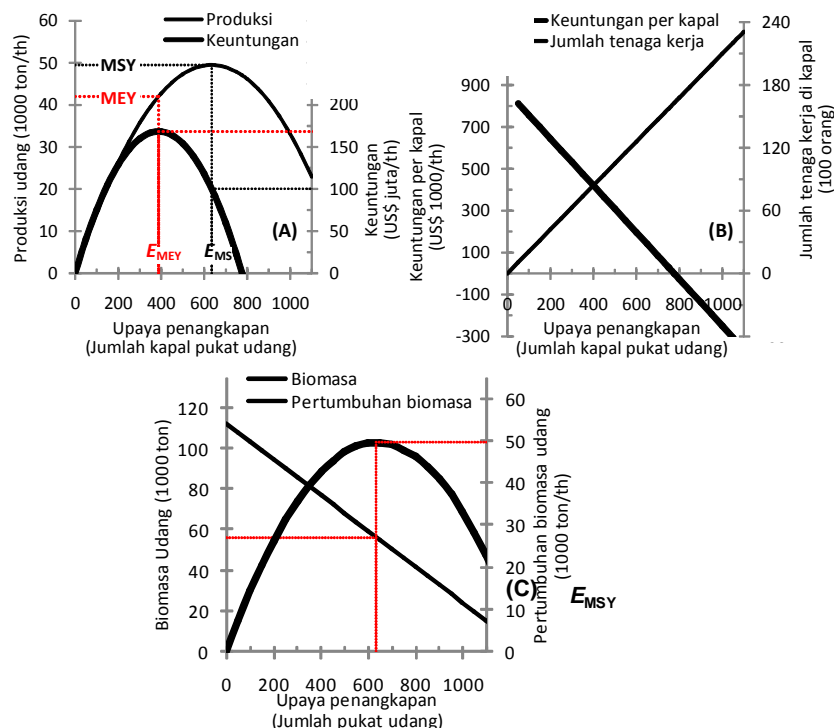 Produksi
Keuntungan
Produksi udang (1000 ton/th)
60
50
40
30
20
10
0
MSY
MEY
E MEY
E MS
(A)
200
150
100
50
0
Keuntungan
(US$ juta/th)
0 200 400 600 800 1000
Upaya penangkapan
(Jumlah kapal pukat udang)
Keuntungan per kapal
Jumlah tenaga kerja
Keuntungan per kapal
(US$ 1000/th)
900
700
500
300
100
-100
-300
(B)
240
180
120
60
0
Jumlah tenaga kerja di kapal
(100 orang)
0 200 400 600 800 1000
Upaya penangkapan
(Jumlah kapal pukat udang)
Biomasa
Pertumbuhan biomasa
Biomasa Udang (1000 ton)
120
100
80
60
40
20
0
60
50
40
30
20
10
0
Pertumbuhan biomasa udang
(1000 ton/th)
(C)
E MSY
0 200 400 600 800 1000
Upaya penangkapan
(Jumlah pukat udang)